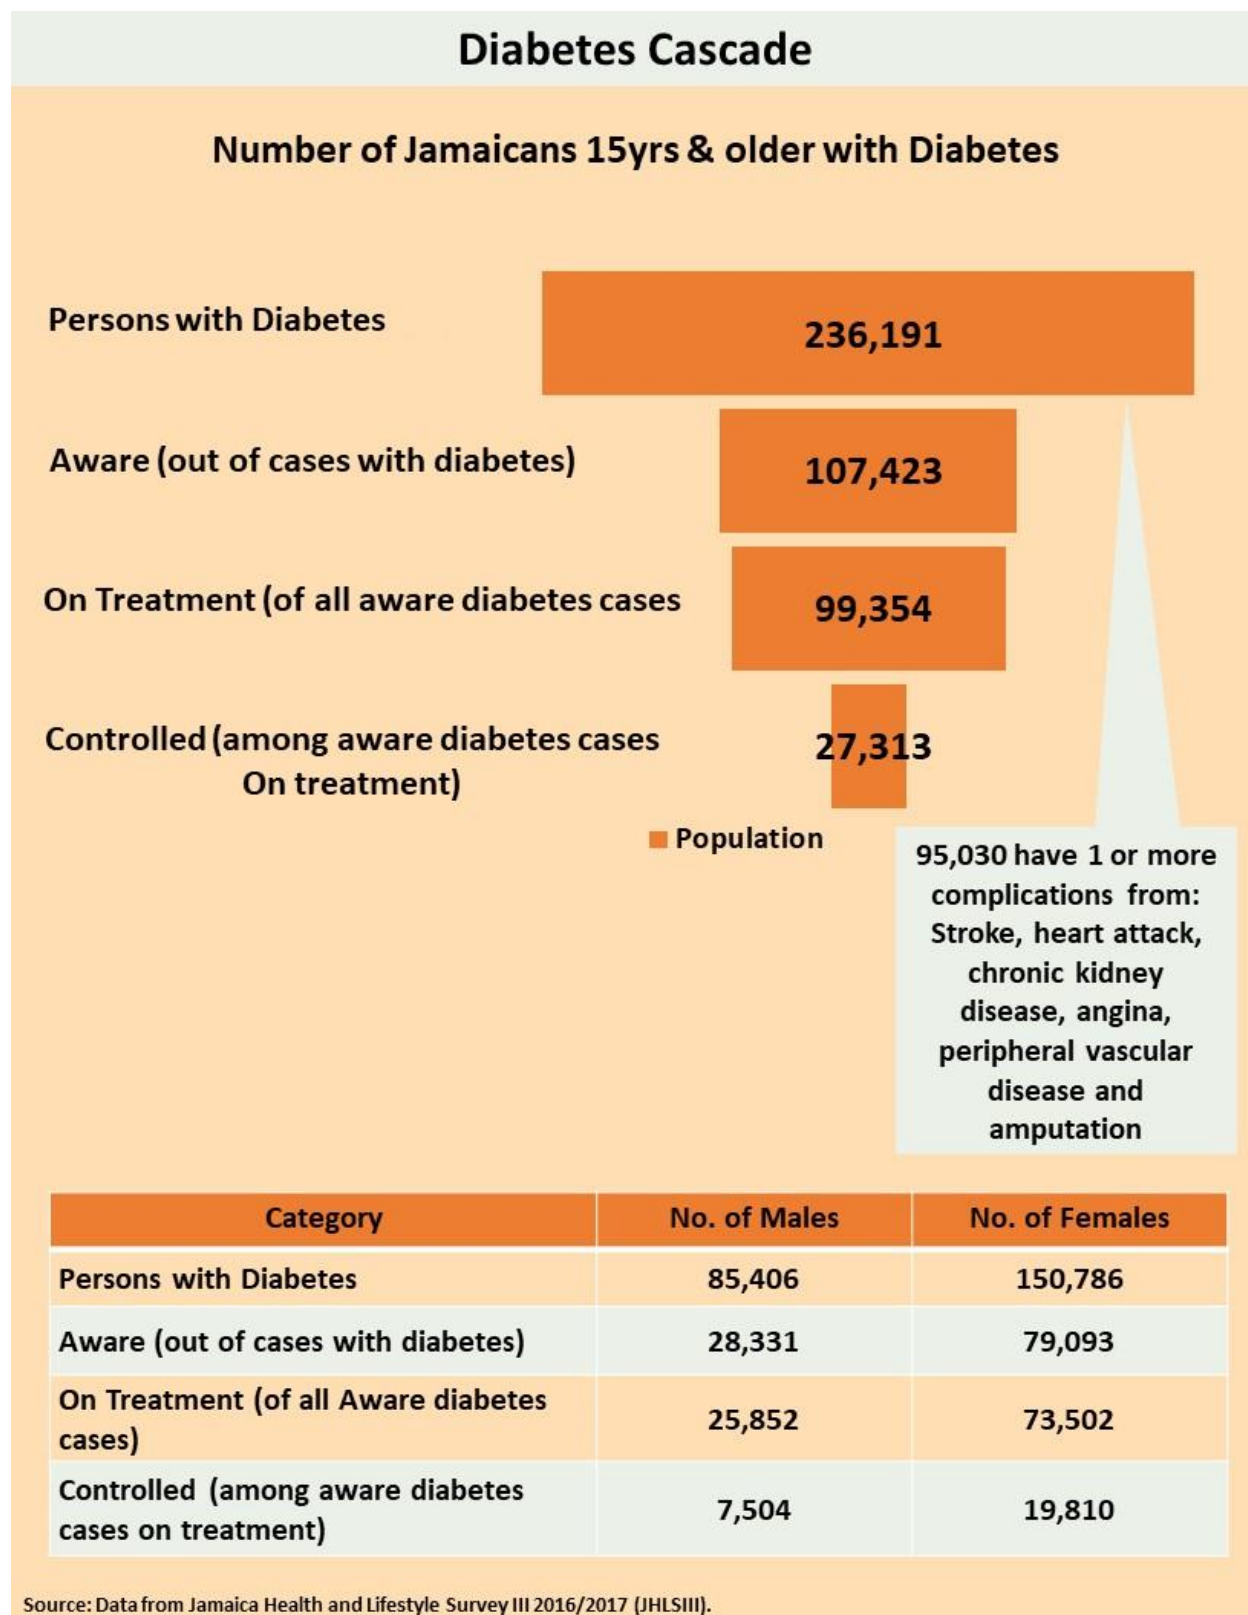 Diabetes Cascade
Number of Jamaicans 15yrs & older with Diabetes
Persons with Diabetes
236,191
Aware (out of cases with diabetes)
107,423
On Treatment (of all aware diabetes cases
99,354
Controlled (among aware diabetes cases
On treatment)
27,313
Population
95,030 have 1 or more
complications from:
Stroke, heart attack,
chronic kidney
disease, angina,
peripheral vascular
disease and
amputation
Category No. of Males No. of Females
Persons with Diabetes 85,406 150,786
Aware (out of cases with diabetes) 28,331 79,093
On Treatment (of all Aware diabetes
cases) 25,852 73,502
Controlled (among aware diabetes
cases on treatment) 7,504 19,810
Source: Data from Jamaica Health and Lifestyle Survey III 2016/2017 (JHLSIII).